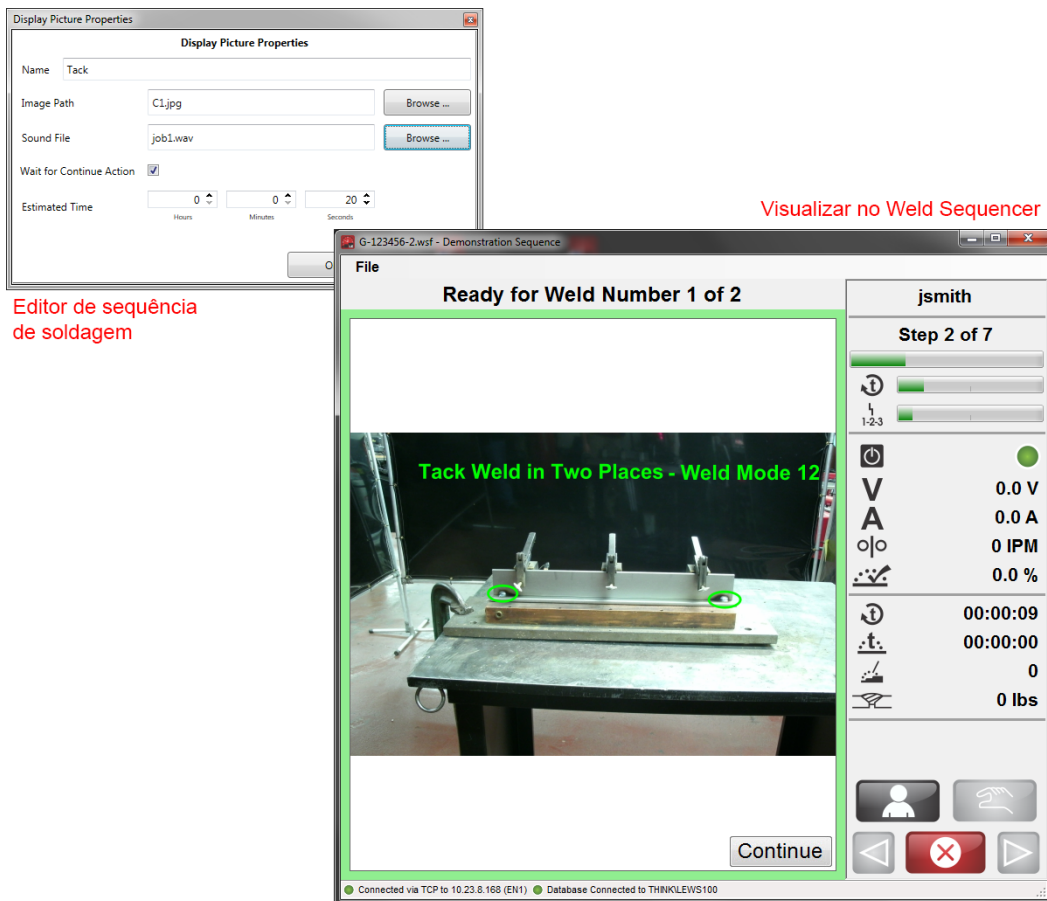 Display Picture Properties
Display Picture Properties
Name Tack
Image Path C1.jpg Browse ...
Sound File job1.wav Browse ...
Wait for Continue Action
Estimated Time 0 0 20
Hours Minutes Seconds
O
Editor de sequência
de soldagem
Visualizar no Weld Sequencer
G-123456-2.wsf - Demonstration Sequence
File
Ready for Weld Number 1 of 2
jsmith
Step 2 of 7
t
1-2-3
Tack Weld in Two Places - Weld Mode 12
V 0.0 V
A 0.0 A
0 IPM
0.0 %
t 00:00:09
.t. 00:00:00
0
0 lbs
Continue
Connected via TCP to 10.23.8.168 (EN1) Database Connected to THINK\LEWS100